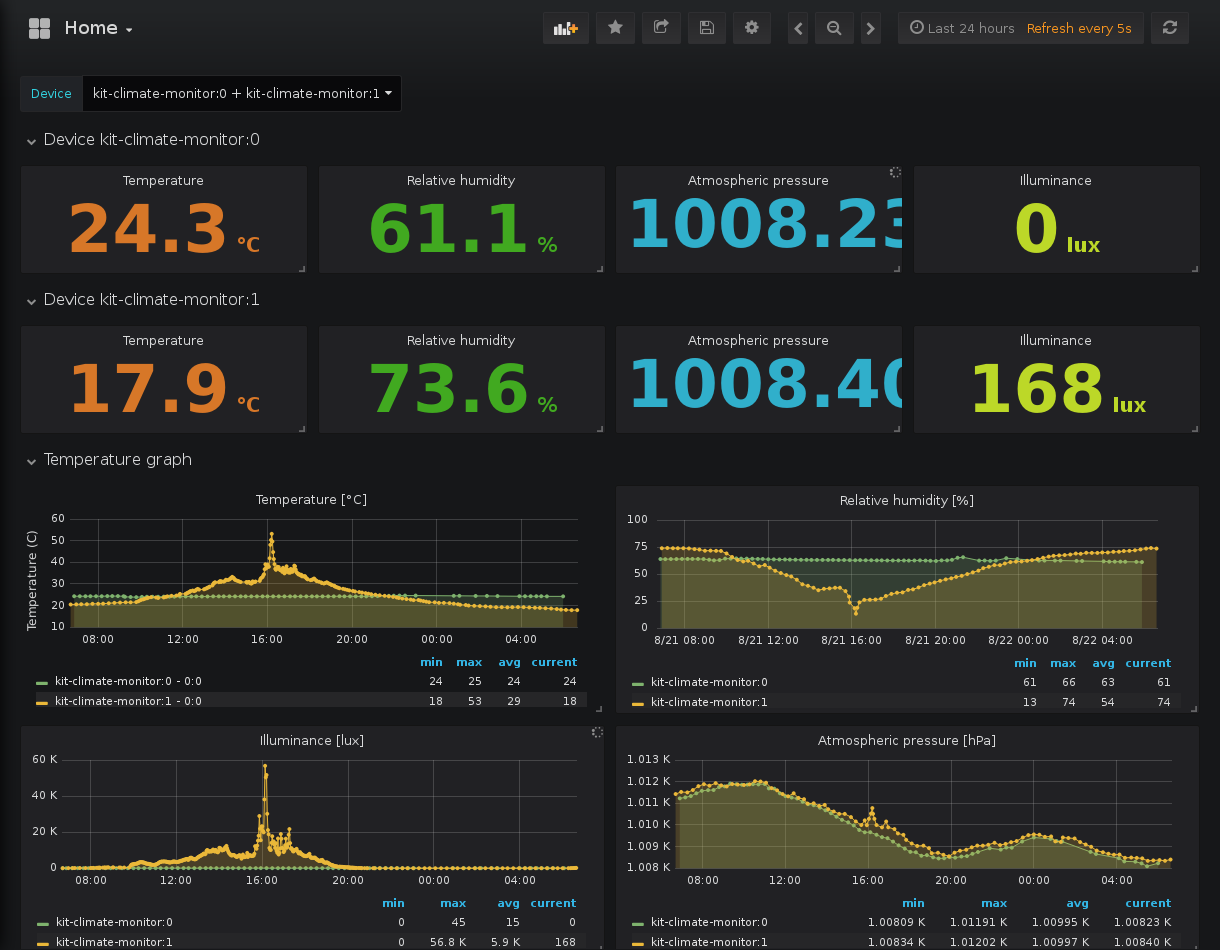 Home
Last 24 hours Refresh every 5s
Device kit-climate-monitor:0 + kit-climate-monitor:1
Device kit-climate-monitor:0
Temperature Relative humidity Atmospheric pressure Illuminance
24.3 °C 61.1 % 1008.23 0 lux
Device kit-climate-monitor:1
Temperature Relative humidity Atmospheric pressure Illuminance
17.9 °C 73.6 % 1008.40 168 lux
Temperature graph
Temperature [°C]
Temperature (C)
60
50
40
30
20
10
08:00 12:00 16:00 20:00 00:00 04:00
min max avg current
kit-climate-monitor:0 - 0:0 24 25 24 24
kit-climate-monitor:1 - 0:0 18 53 29 18
Relative humidity [%]
100
75
50
25
0
8/21 08:00 8/21 12:00 8/21 16:00 8/21 20:00 8/22 00:00 8/22 04:00
min max avg current
kit-climate-monitor:0 61 66 63 61
kit-climate-monitor:1 13 74 54 74
Illuminance [lux]
60 K
40 K
20 K
0
08:00 12:00 16:00 20:00 00:00 04:00
min max avg current
kit-climate-monitor:0 0 45 15 0
kit-climate-monitor:1 0 56.8 K 5.9 K 168
Atmospheric pressure [hPa]
1.013 K
1.012 K
1.011 K
1.010 K
1.009 K
1.008 K
08:00 12:00 16:00 20:00 00:00 04:00
min max avg current
kit-climate-monitor:0 1.00809 K 1.01191 K 1.00995 K 1.00823 K
kit-climate-monitor:1 1.00834 K 1.01202 K 1.00997 K 1.00840 K